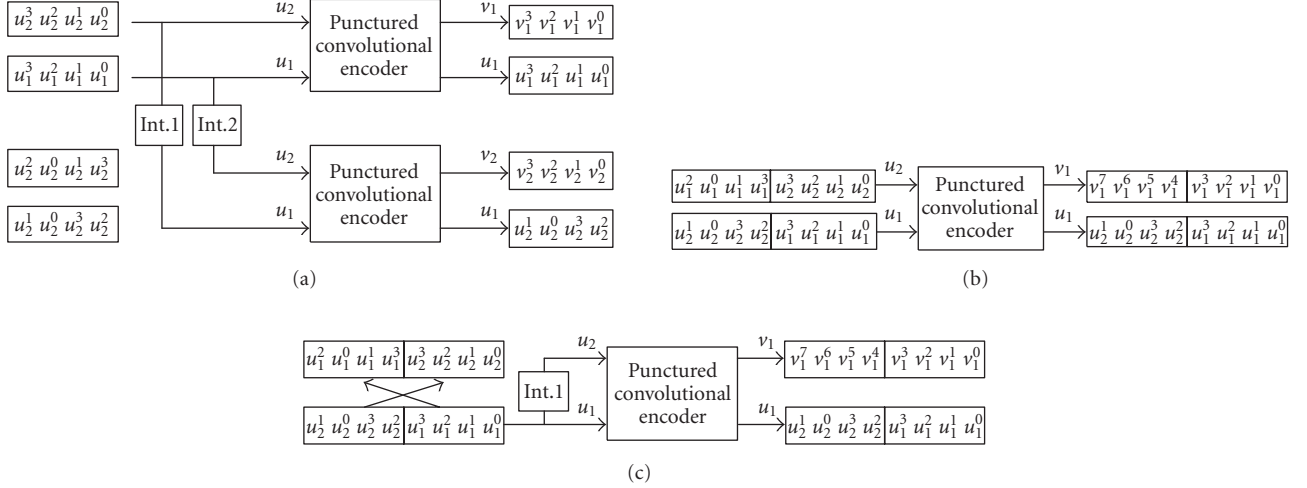 u_2^3 u_2^2 u_2^1 u_2^0
u_2
Punctured convolutional encoder
v_1
v_1^3 v_1^2 v_1^1 v_1^0
u_1^3 u_1^2 u_1^1 u_1^0
u_1
u_1
u_1^3 u_1^2 u_1^1 u_1^0
Int.1
Int.2
u_2^2 u_2^0 u_2^1 u_2^3
u_2
Punctured convolutional encoder
v_2
v_2^3 v_2^2 v_2^1 v_2^0
u_2^1 u_2^0 u_2^3 u_2^2
u_1
u_1
u_2^1 u_2^0 u_2^3 u_2^2
(a)
u_1^2 u_1^0 u_1^1 u_1^3 u_2^3 u_2^2 u_2^1 u_2^0
u_2
Punctured convolutional encoder
v_1
v_1^7 v_1^6 v_1^5 v_1^4 v_1^3 v_1^2 v_1^1 v_1^0
u_2^1 u_2^0 u_2^3 u_2^2 u_1^3 u_1^2 u_1^1 u_1^0
u_1
u_1
u_2^1 u_2^0 u_2^3 u_2^2 u_1^3 u_1^2 u_1^1 u_1^0
(b)
u_1^2 u_1^0 u_1^1 u_1^3 u_2^3 u_2^2 u_2^1 u_2^0
u_2
Int.1
Punctured convolutional encoder
v_1
v_1^7 v_1^6 v_1^5 v_1^4 v_1^3 v_1^2 v_1^1 v_1^0
u_2^1 u_2^0 u_2^3 u_2^2 u_1^3 u_1^2 u_1^1 u_1^0
u_1
u_1
u_2^1 u_2^0 u_2^3 u_2^2 u_1^3 u_1^2 u_1^1 u_1^0
(c)